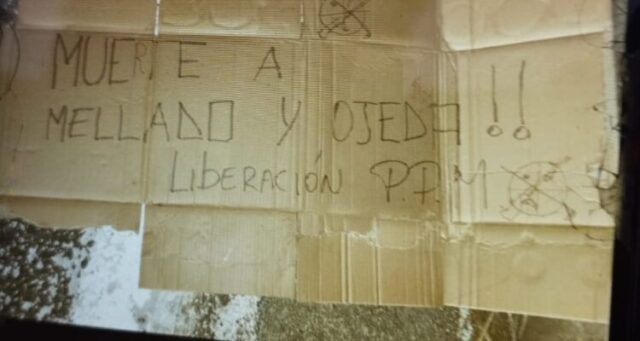 MUERTE A
MELLADO Y OJEDA!!
LIBERACIÓN P.P.M